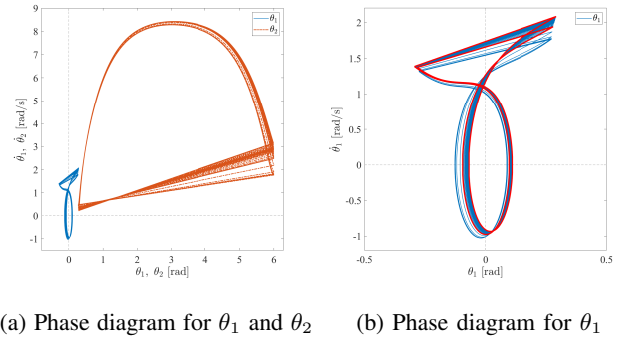 9
8
7
6
5
4
3
2
1
0
-1
θ̇₁, θ̇₂ [rad/s]
θ₁
θ₂
-1 0 1 2 3 4 5 6
θ₁, θ₂ [rad]
2
1.5
1
0.5
0
-0.5
-1
θ̇₁ [rad/s]
θ₁
-0.5 0 0.5
θ₁ [rad]
(a) Phase diagram for θ₁ and θ₂
(b) Phase diagram for θ₁